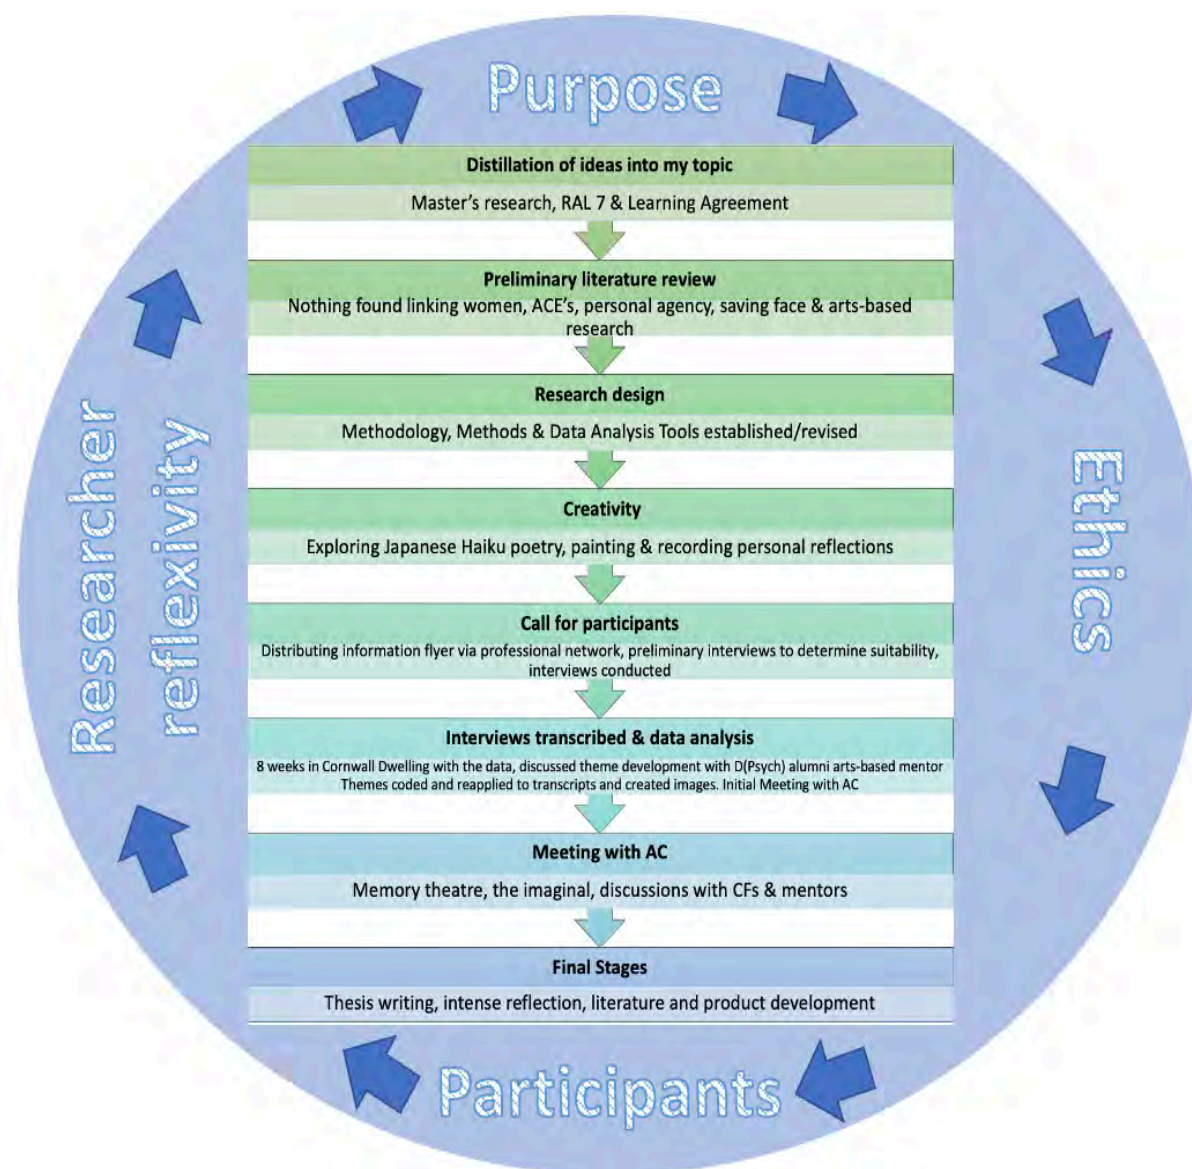 Purpose
Distillation of ideas into my topic
Master's research, RAL 7 & Learning Agreement
Preliminary literature review
Nothing found linking women, ACE's, personal agency, saving face & arts-based
research
Research design
Methodology, Methods & Data Analysis Tools established/revised
Creativity
Exploring Japanese Haiku poetry, painting & recording personal reflections
Call for participants
Distributing information flyer via professional network, preliminary interviews to determine suitability,
interviews conducted
Interviews transcribed & data analysis
8 weeks in Cornwall Dwelling with the data, discussed theme development with D(Psych) alumni arts-based mentor
Themes coded and reapplied to transcripts and created images. Initial Meeting with AC
Meeting with AC
Memory theatre, the imaginal, discussions with CFs & mentors
Final Stages
Thesis writing, intense reflection, literature and product development
Ethics
Participants
Researcher
reflexivity